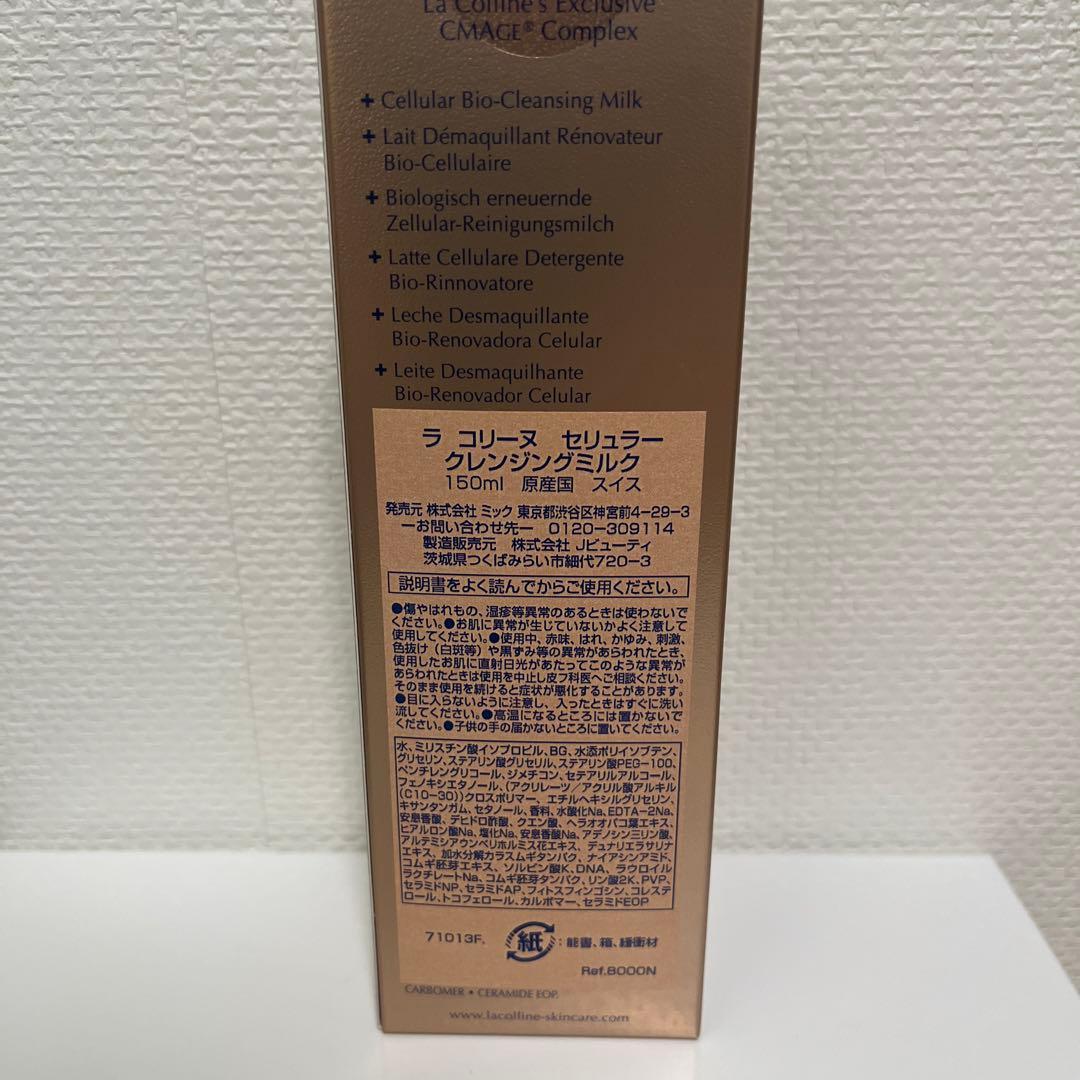 La Colline's Exclusive
CMAGE® Complex
+ Cellular Bio-Cleansing Milk
+ Lait Démaquillant Rénovateur
Bio-Cellulaire
+ Biologisch erneuernde
Zellular-Reinigungsmilch
+ Latte Cellulare Detergente
Bio-Rinnovatore
+ Leche Desmaquillante
Bio-Renovadora Celular
+ Leite Desmaquilhante
Bio-Renovador Celular
ラ コリーヌ セリュラー
クレンジングミルク
150ml 原産国 スイス
発売元 株式会社 ミック 東京都渋谷区神宮前4-29-3
ーお問い合わせ先ー 0120-309114
製造販売元 株式会社 Jビューティ
茨城県つくばみらい市細代720-3
説明書をよく読んでからご使用ください。
●傷やはれもの、湿疹等異常のあるときは使わないで
ください。●お肌に異常が生じていないかよく注意して
使用してください。●使用中、赤味、はれ、かゆみ、刺激、
色抜け(白斑等)や黒ずみ等の異常があらわれたとき、
使用したお肌に直射日光があたってこのような異常が
あらわれたときは使用を中止し皮フ科医へご相談ください。
そのまま使用を続けると症状が悪化することがあります。
●目に入らないように注意し、入ったときはすぐに洗い
流してください。●高温になるところには置かないで
ください。●子供の手の届かないところに置いてください。
水、ミリスチン酸イソプロピル、BG、水添ポリイソブテン、
グリセリン、ステアリン酸グリセリル、ステアリン酸PEG-100、
ペンチレングリコール、ジメチコン、セテアリルアルコール、
フェノキシエタノール、(アクリレーツ/アクリル酸アルキル
(C10-30))クロスポリマー、エチルヘキシルグリセリン、
キサンタンガム、セタノール、香料、水酸化Na、EDTA-2Na、
安息香酸、デヒドロ酢酸、クエン酸、ヘラオオバコ葉エキス、
ヒアルロン酸Na、塩化Na、安息香酸Na、アデノシン三リン酸、
アルテミシアウンベリホルミス花エキス、デュナリエラサリナ
エキス、加水分解カラスムギタンパク、ナイアシンアミド、
コムギ胚芽エキス、ソルビン酸K、DNA、ラウロイル
ラクチレートNa、コムギ胚芽タンパク、リン酸2K、PVP、
セラミドNP、セラミドAP、フィトスフィンゴシン、コレステ
ロール、トコフェロール、カルボマー、セラミドEOP
71013F. 紙 :能書、箱、緩衝材
Ref.8000N
CARBOMER • CERAMIDE EOP.
www.lacolline-skincare.com